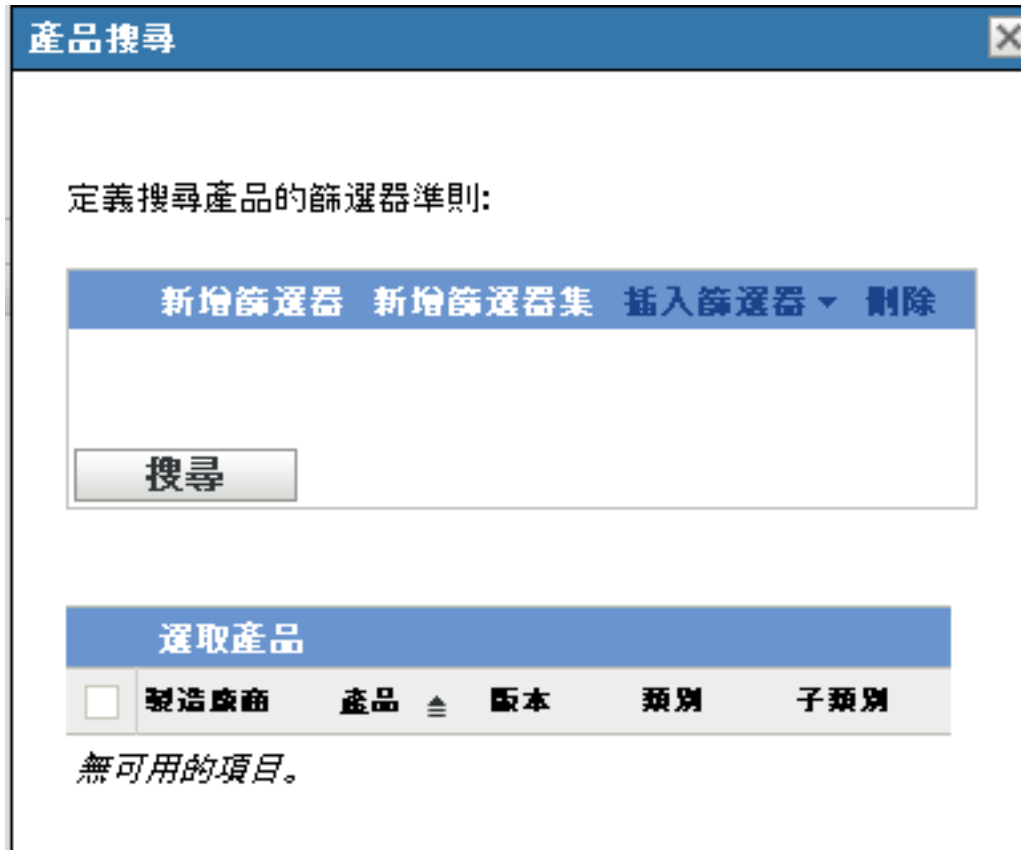 產品搜尋
定義搜尋產品的篩選器準則:
新增篩選器 新增篩選器集 插入篩選器 刪除
搜尋
選取產品
製造廠商 產品 版本 類別 子類別
無可用的項目。